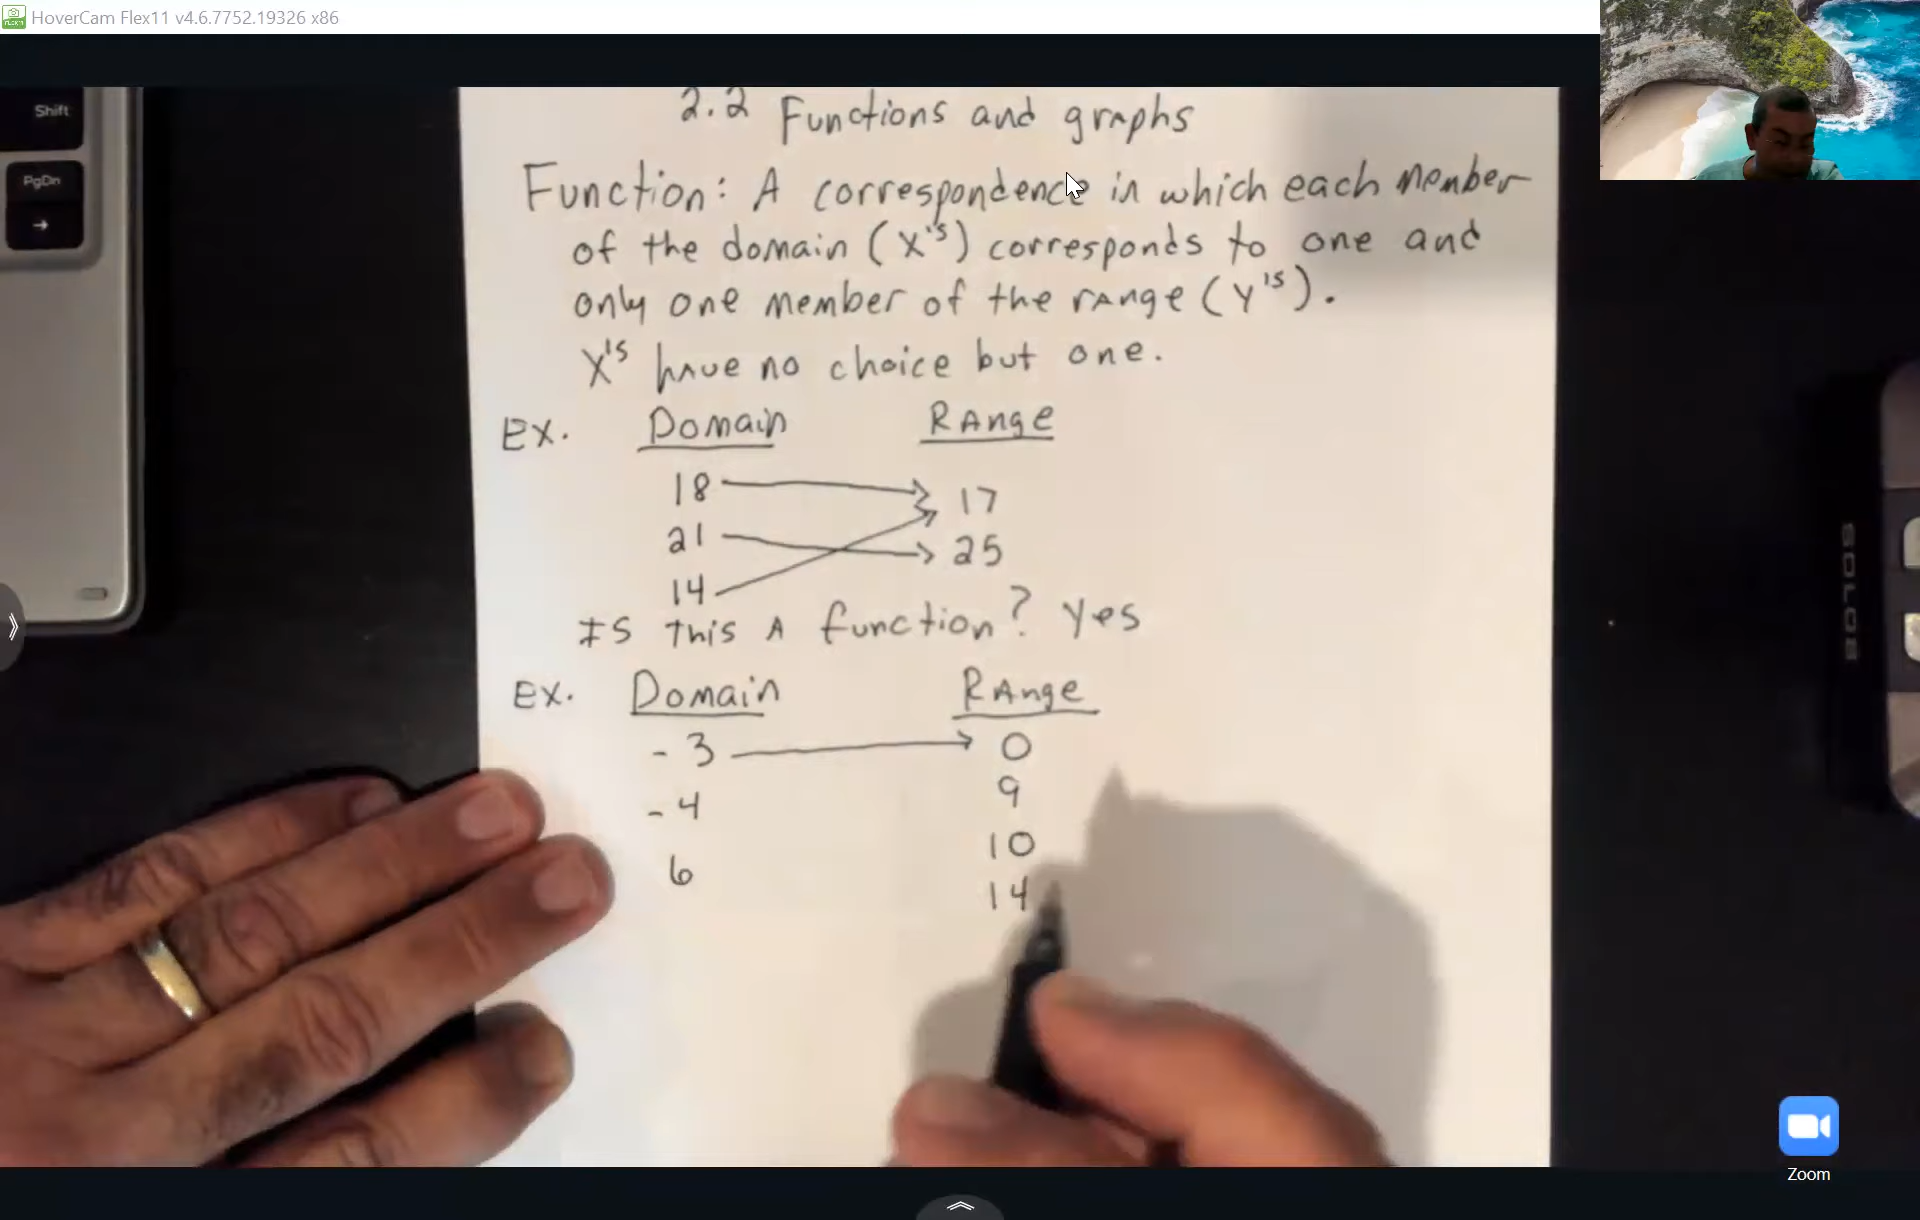 HoverCam Flex11 v4.6.7752.19326 x86
Shift
PgDn
2.2 Functions and graphs
Function: A correspondence in which each member
of the domain (X's) corresponds to one and
only one member of the range (Y's).
X's have no choice but one.
EX. Domain Range
18 17
21 25
14
Is This A function? Yes
EX. Domain Range
-3 0
-4 9
6 10
14
SOLO8
Zoom